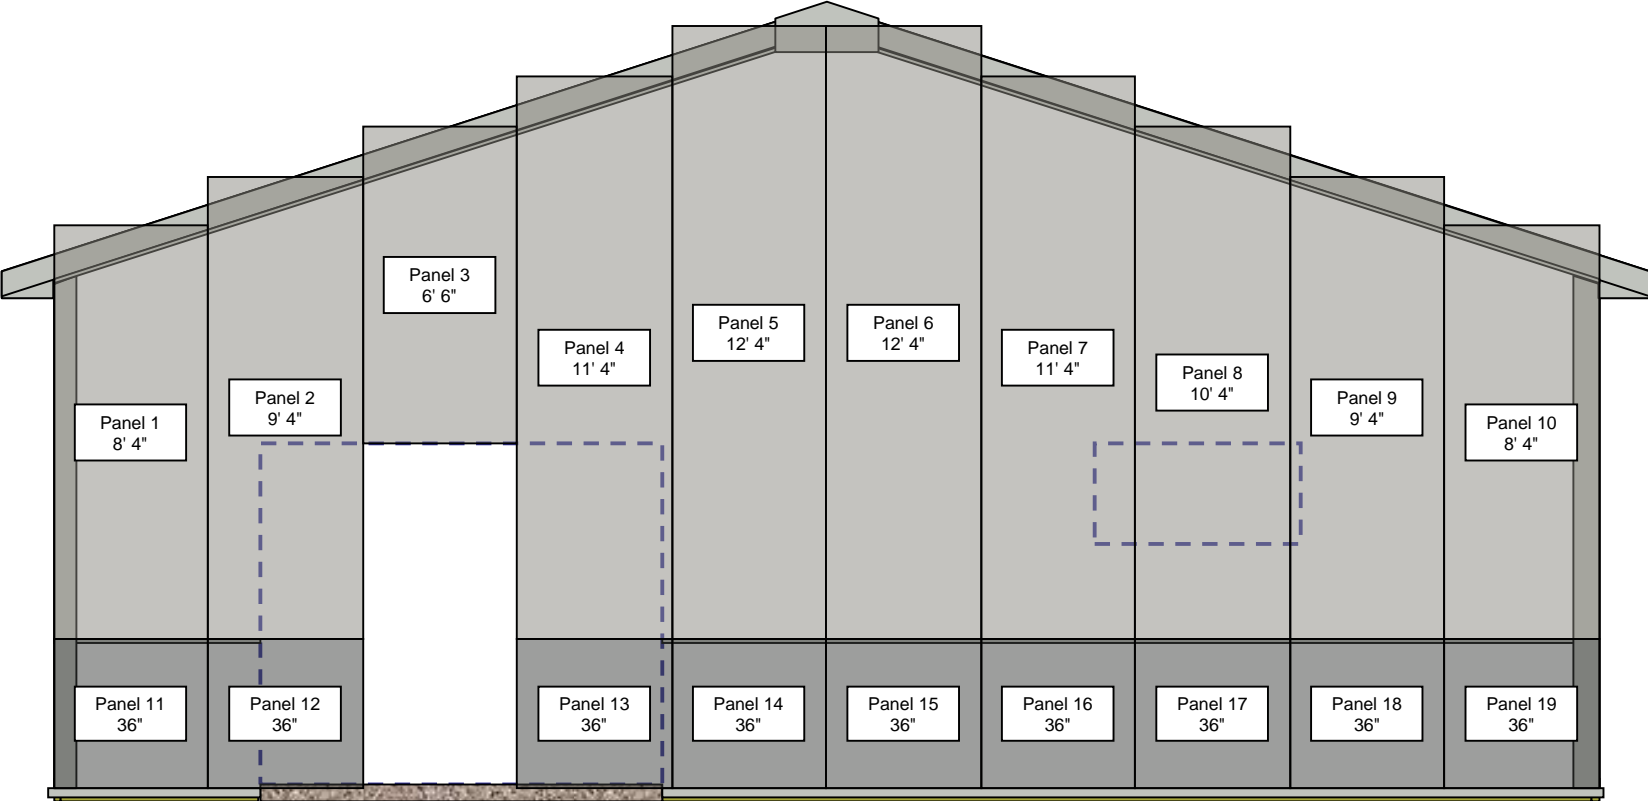 Panel 1
8' 4"
Panel 2
9' 4"
Panel 3
6' 6"
Panel 4
11' 4"
Panel 5
12' 4"
Panel 6
12' 4"
Panel 7
11' 4"
Panel 8
10' 4"
Panel 9
9' 4"
Panel 10
8' 4"
Panel 11
36"
Panel 12
36"
Panel 13
36"
Panel 14
36"
Panel 15
36"
Panel 16
36"
Panel 17
36"
Panel 18
36"
Panel 19
36"